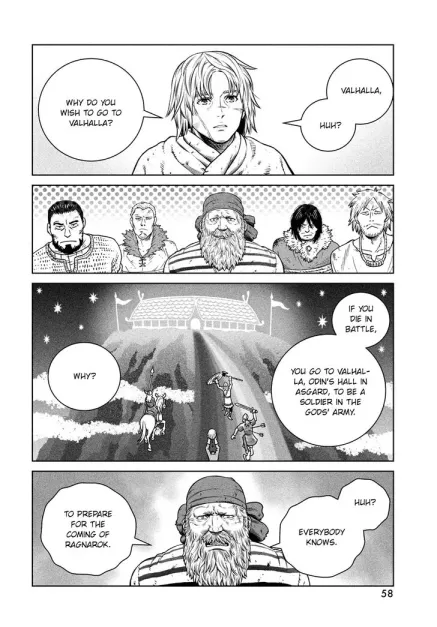 VALHALLA,
HUH?
WHY DO YOU
WISH TO GO TO
VALHALLA?
IF YOU
DIE IN
BATTLE,
YOU GO TO VALHAL-
LA, ODIN'S HALL IN
ASGARD, TO BE A
SOLDIER IN THE
GODS' ARMY.
WHY?
HUH?
EVERYBODY
KNOWS.
TO PREPARE
FOR THE
COMING OF
RAGNAROK.
58